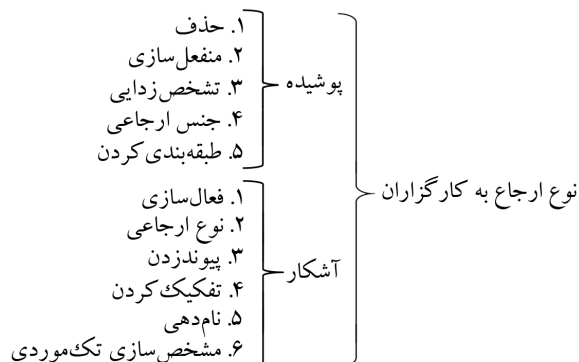 نوع ارجاع به کارگزاران
پوشیده
۱. حذف
۲. منفعل‌سازی
۳. تشخص‌زدایی
۴. جنس ارجاعی
۵. طبقه‌بندی‌کردن
آشکار
۱. فعال‌سازی
۲. نوع ارجاعی
۳. پیوندزدن
۴. تفکیک‌کردن
۵. نام‌دهی
۶. مشخص‌سازی تک‌موردی